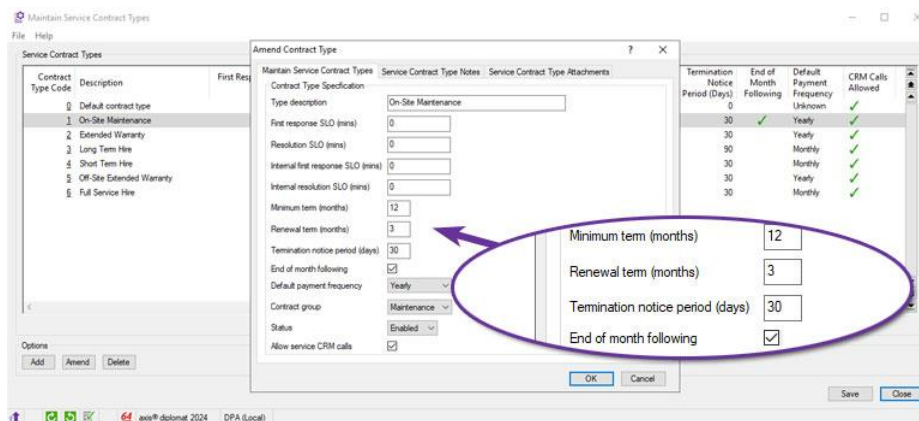 Maintain Service Contract Types
File Help
Service Contract Types
Contract Type Code Description First Resp
0 Default contract type
1 On-Site Maintenance
2 Extended Warranty
3 Long Term Hire
4 Short Term Hire
5 Off-Site Extended Warranty
6 Full Service Hire
Amend Contract Type ? X
Maintain Service Contract Types Service Contract Type Notes Service Contract Type Attachments
Contract Type Specification
Type description On-Site Maintenance
First response SLO (mins) 0
Resolution SLO (mins) 0
Internal first response SLO (mins) 0
Internal resolution SLO (mins) 0
Minimum term (months) 12
Renewal term (months) 3
Termination notice period (days) 30
End of month following
Default payment frequency Yearly
Contract group Maintenance
Status Enabled
Allow service CRM calls
OK Cancel
Termination Notice Period (Days) End of Month Following Default Payment Frequency CRM Calls Allowed
0 Unknown
30 Yearly
30 Yearly
90 Monthly
30 Monthly
30 Yearly
30 Monthly
Minimum term (months) 12
Renewal term (months) 3
Termination notice period (days) 30
End of month following
Options
Add Amend Delete
Save Close
64 axis® diplomat 2024 DPA (Local)